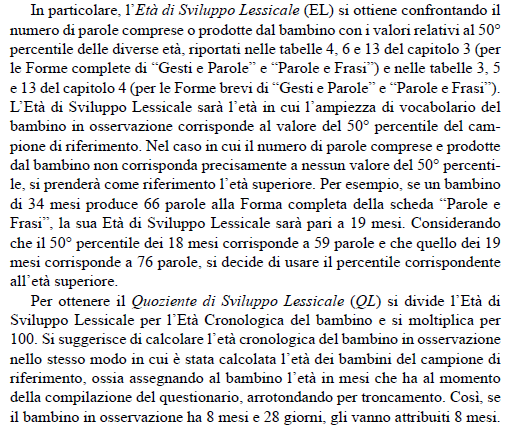 In particolare, l’Età di Sviluppo Lessicale (EL) si ottiene confrontando il
numero di parole comprese o prodotte dal bambino con i valori relativi al 50°
percentile delle diverse età, riportati nelle tabelle 4, 6 e 13 del capitolo 3 (per
le Forme complete di “Gesti e Parole” e “Parole e Frasi”) e nelle tabelle 3, 5
e 13 del capitolo 4 (per le Forme brevi di “Gesti e Parole” e “Parole e Frasi”).
L’Età di Sviluppo Lessicale sarà l’età in cui l’ampiezza di vocabolario del
bambino in osservazione corrisponde al valore del 50° percentile del cam-
pione di riferimento. Nel caso in cui il numero di parole comprese e prodotte
dal bambino non corrisponda precisamente a nessun valore del 50° percenti-
le, si prenderà come riferimento l’età superiore. Per esempio, se un bambino
di 34 mesi produce 66 parole alla Forma completa della scheda “Parole e
Frasi”, la sua Età di Sviluppo Lessicale sarà pari a 19 mesi. Considerando
che il 50° percentile dei 18 mesi corrisponde a 59 parole e che quello dei 19
mesi corrisponde a 76 parole, si decide di usare il percentile corrispondente
all’età superiore.
Per ottenere il Quoziente di Sviluppo Lessicale (QL) si divide l’Età di
Sviluppo Lessicale per l’Età Cronologica del bambino e si moltiplica per
100. Si suggerisce di calcolare l’età cronologica del bambino in osservazione
nello stesso modo in cui è stata calcolata l’età dei bambini del campione di
riferimento, ossia assegnando al bambino l’età in mesi che ha al momento
della compilazione del questionario, arrotondando per troncamento. Così, se
il bambino in osservazione ha 8 mesi e 28 giorni, gli vanno attribuiti 8 mesi.